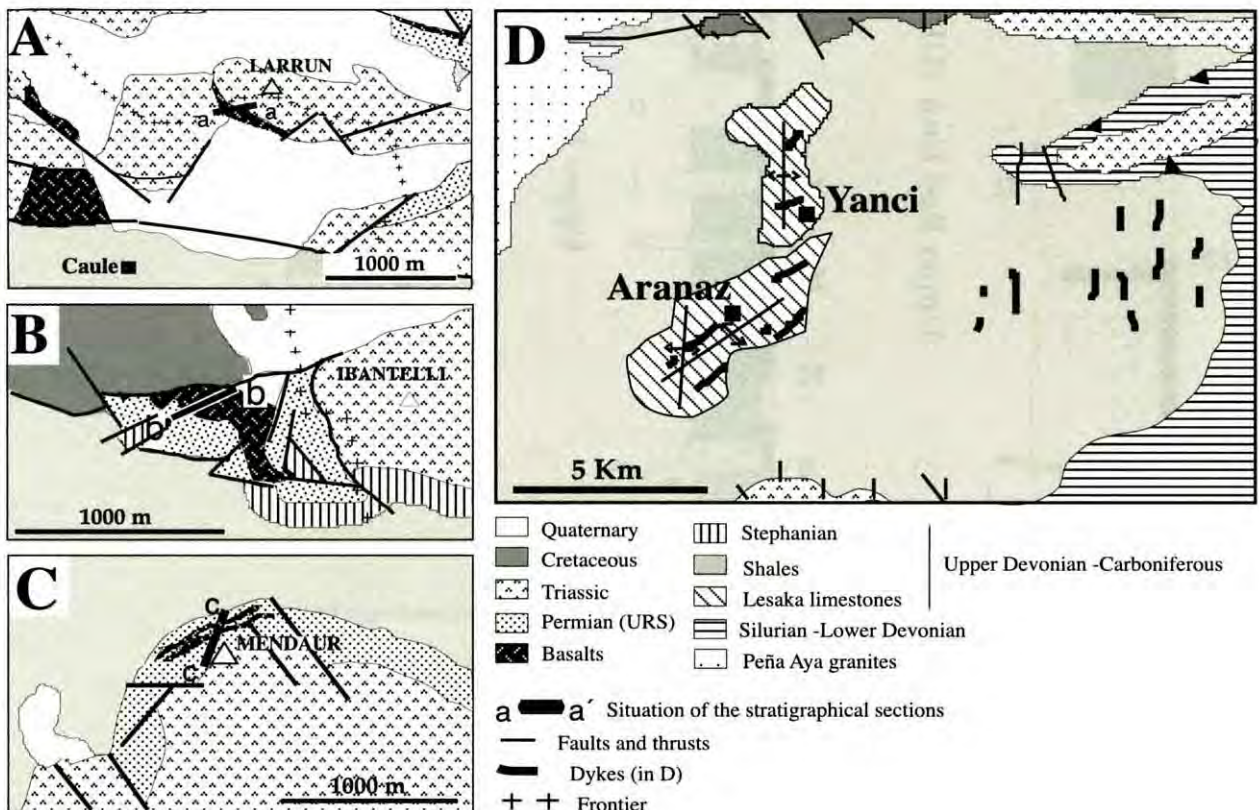 A
LARRUN
a
a
Caule
1000 m
B
IBANTELLI
b
b'
1000 m
C
c
MENDAUR
c
1000 m
D
Yanci
Aranaz
5 Km
Quaternary
Cretaceous
Triassic
Permian (URS)
Basalts
Stephanian
Shales
Lesaka limestones
Silurian -Lower Devonian
Peña Aya granites
Upper Devonian -Carboniferous
a a´ Situation of the stratigraphical sections
Faults and thrusts
Dykes (in D)
+ + Frontier